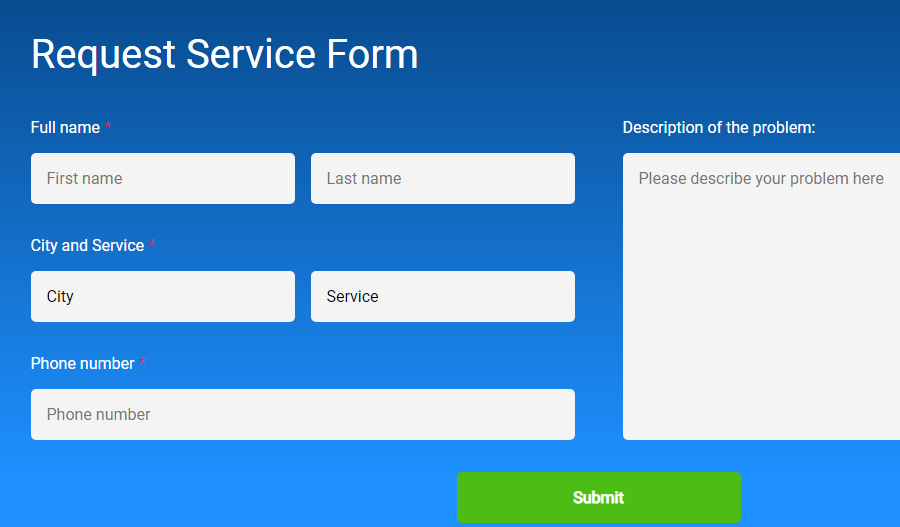 Request Service Form
Full name *
First name
Last name
City and Service *
City
Service
Phone number *
Phone number
Description of the problem:
Please describe your problem here
Submit